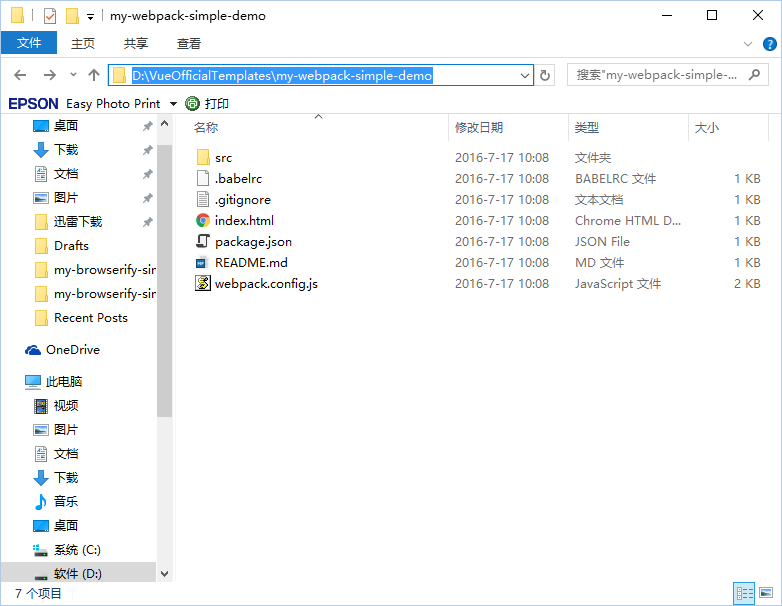 my-webpack-simple-demo
文件 主页 共享 查看
D:\VueOfficialTemplates\my-webpack-simple-demo 搜索"my-webpack-simple-...
EPSON Easy Photo Print 打印
名称 修改日期 类型 大小
桌面
下载
文档
图片
迅雷下载
Drafts
my-browserify-sir
my-browserify-sir
Recent Posts
OneDrive
此电脑
视频
图片
文档
下载
音乐
桌面
系统 (C:)
软件 (D:)
src 2016-7-17 10:08 文件夹
.babelrc 2016-7-17 10:08 BABELRC 文件 1 KB
.gitignore 2016-7-17 10:08 文本文档 1 KB
index.html 2016-7-17 10:08 Chrome HTML D... 1 KB
package.json 2016-7-17 10:08 JSON File 1 KB
README.md 2016-7-17 10:08 MD 文件 1 KB
webpack.config.js 2016-7-17 10:08 JavaScript 文件 2 KB
7 个项目